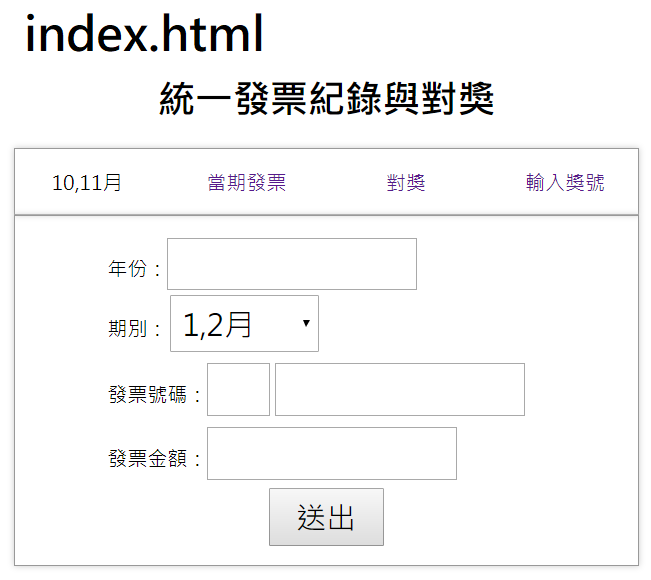 index.html
統一發票紀錄與對獎
10,11月 當期發票 對獎 輸入獎號
年份：
期別： 1,2月
發票號碼：
發票金額：
送出